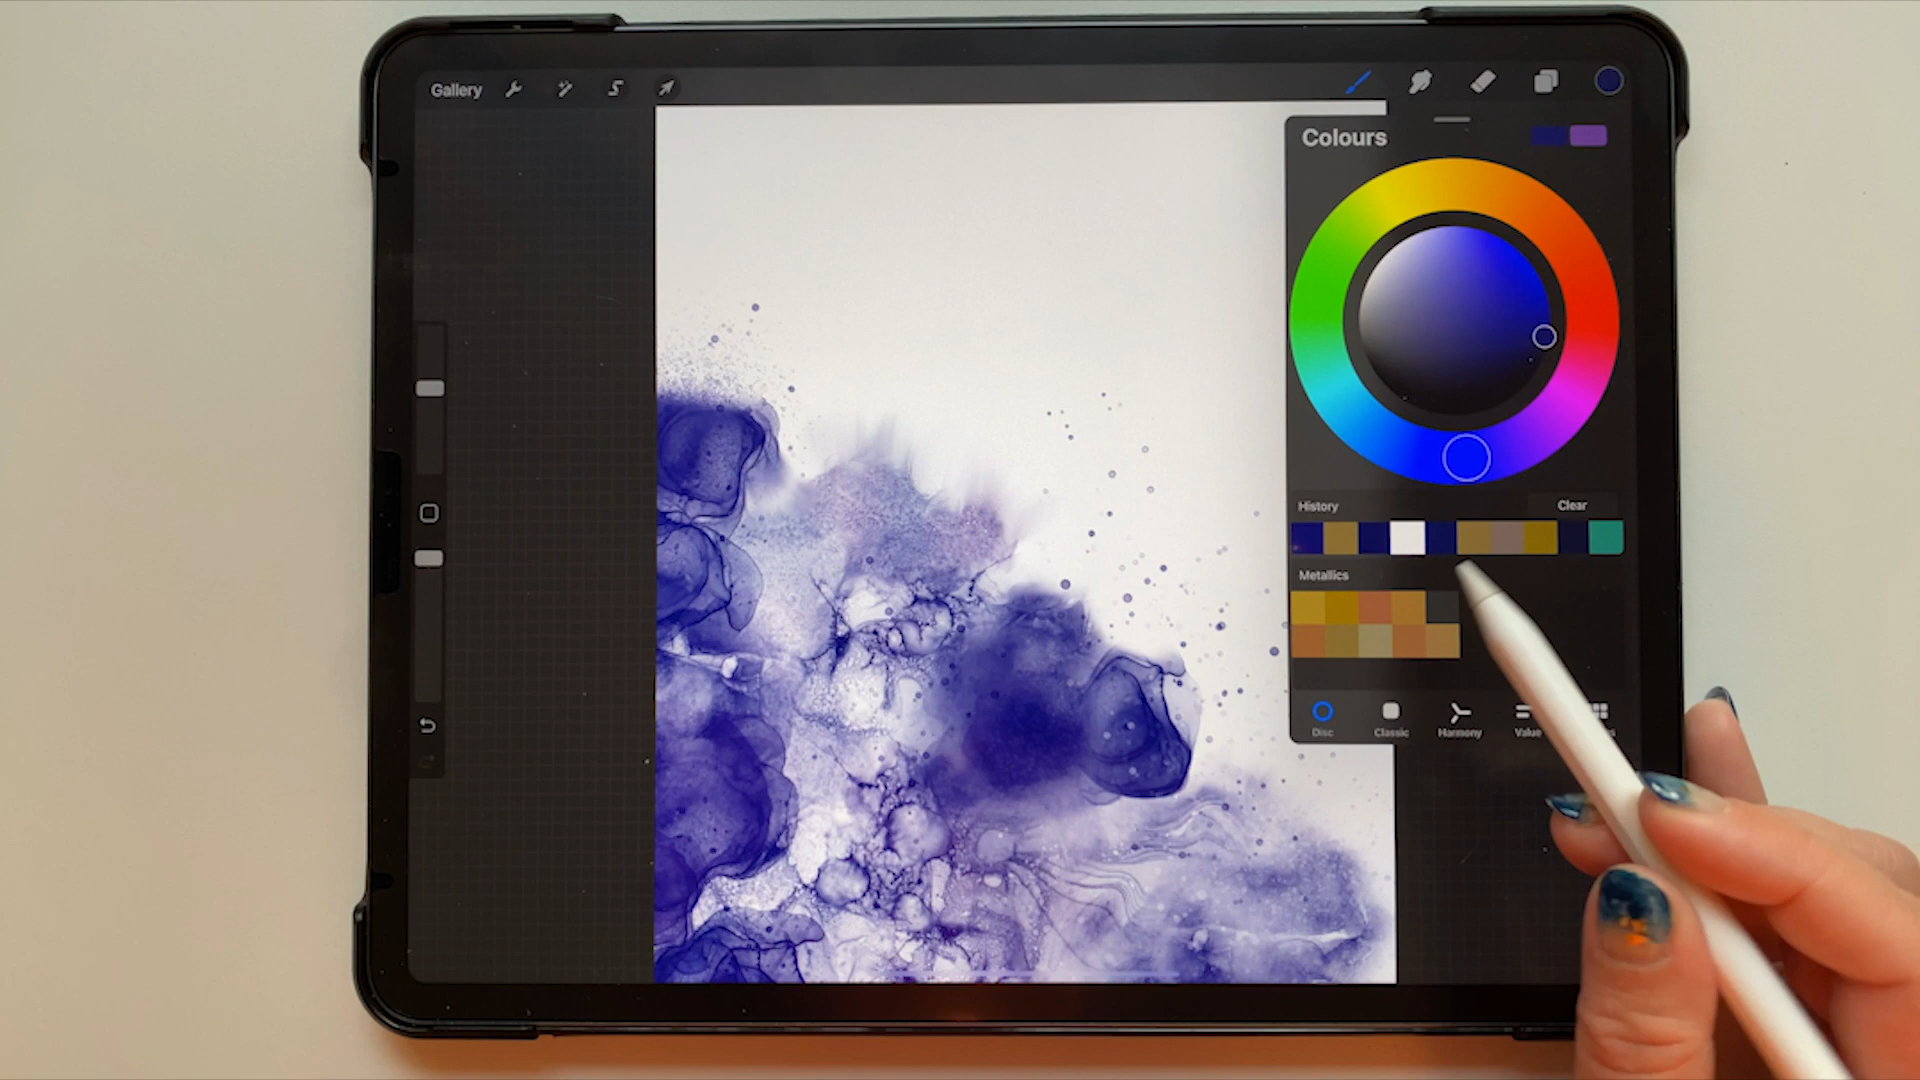 Gallery
Colours
History Clear
Metallics
Disc Classic Harmony Value